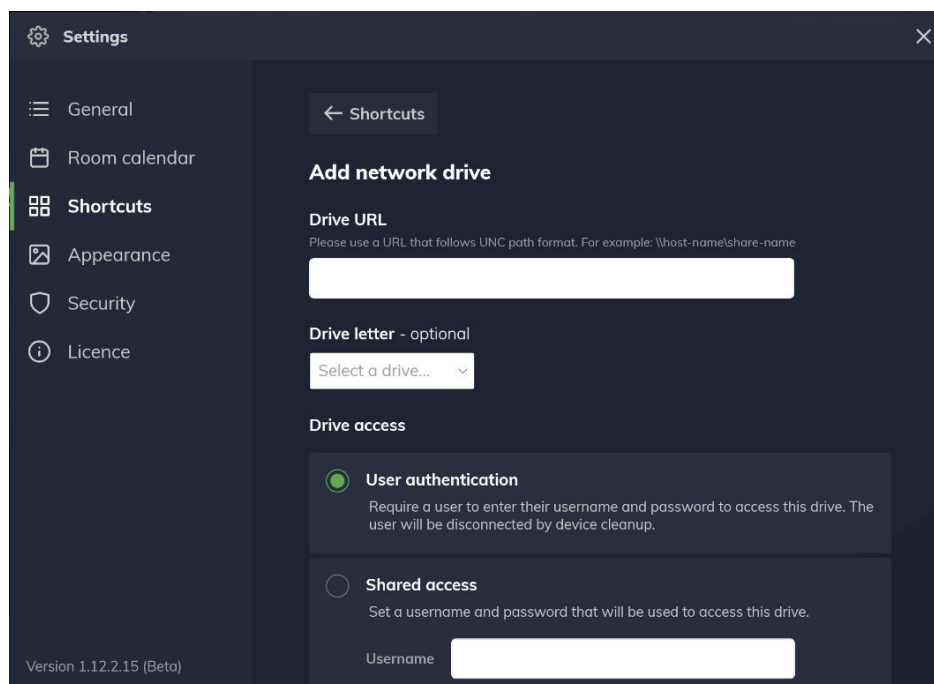 Settings
General
Room calendar
Shortcuts
Appearance
Security
Licence
Version 1.12.2.15 (Beta)
Shortcuts
Add network drive
Drive URL
Please use a URL that follows UNC path format. For example: \\host-name\share-name
Drive letter - optional
Select a drive...
Drive access
User authentication
Require a user to enter their username and password to access this drive. The
user will be disconnected by device cleanup.
Shared access
Set a username and password that will be used to access this drive.
Username